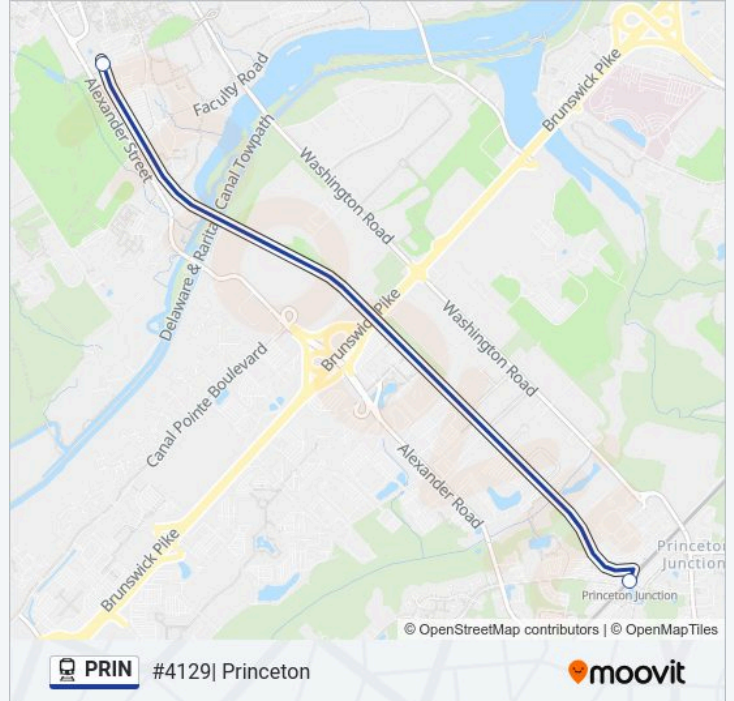 Faculty Road
Brunswick Pike
Alexander Street
Delaware & Raritan Canal Towpath
Washington Road
Brunswick Pike
Washington Road
Canal Pointe Boulevard
Alexander Road
Brunswick Pike
Princeton
Junction
Princeton Junction
© OpenStreetMap contributors | © OpenMapTiles
PRIN #4129| Princeton
moovit